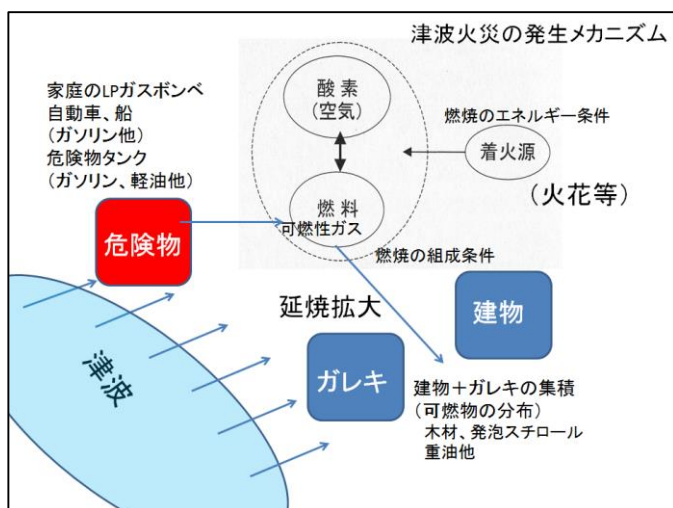 津波火災の発生メカニズム
家庭のLPガスボンベ
自動車、船
(ガソリン他)
危険物タンク
(ガソリン、軽油他)
酸素
(空気)
燃焼のエネルギー条件
着火源
(火花等)
燃料
可燃性ガス
燃焼の組成条件
危険物
延焼拡大
建物
津波
ガレキ
建物+ガレキの集積
(可燃物の分布)
木材、発泡スチロール
重油他